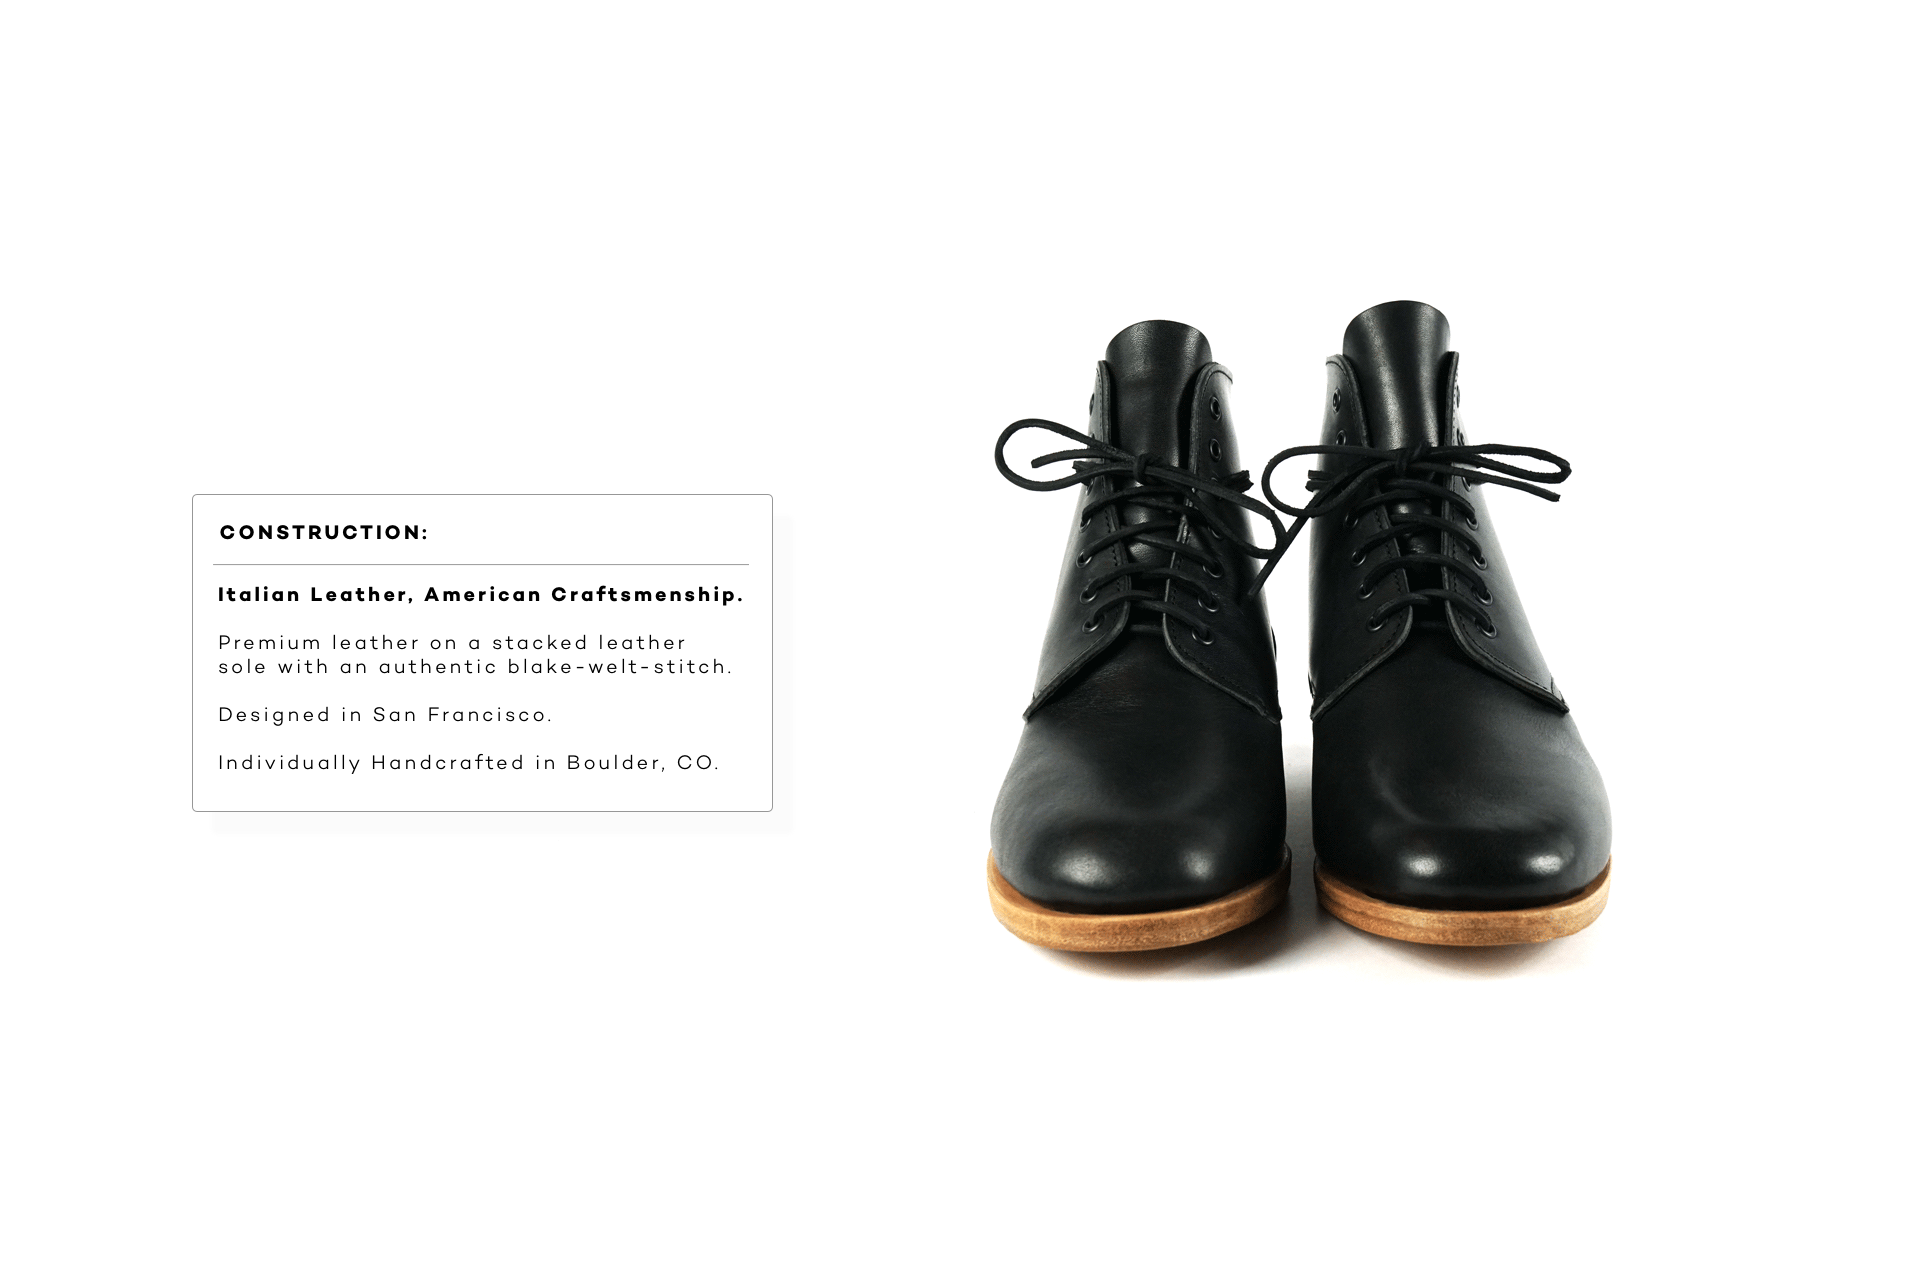 CONSTRUCTION:
Italian Leather, American Craftsmenship.
Premium leather on a stacked leather
sole with an authentic blake-welt-stitch.
Designed in San Francisco.
Individually Handcrafted in Boulder, CO.